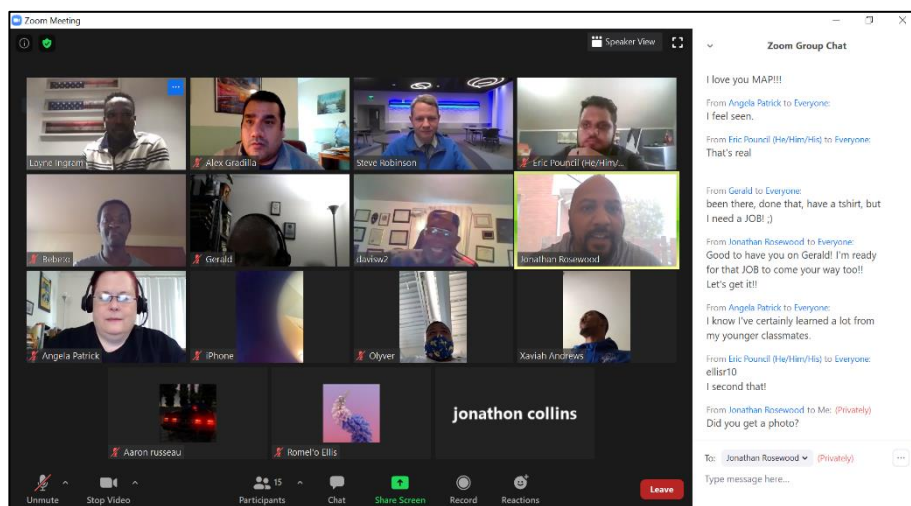 Zoom Meeting
Speaker View
Zoom Group Chat
Layne Ingram
Alex Gradilla
Steve Robinson
Eric Pouncil (He/Him/...
Bebeto
Gerald
davisw2
Jonathan Rosewood
Angela Patrick
iPhone
Olyver
Xaviah Andrews
jonathon collins
Aaron russeau
Romel'o Ellis
I love you MAP!!!
From Angela Patrick to Everyone:
I feel seen.
From Eric Pouncil (He/Him/His) to Everyone:
That's real
From Gerald to Everyone:
been there, done that, have a tshirt, but
I need a JOB! ;)
From Jonathan Rosewood to Everyone:
Good to have you on Gerald! I'm ready
for that JOB to come your way too!!
Let's get it!!
From Angela Patrick to Everyone:
I know I've certainly learned a lot from
my younger classmates.
From Eric Pouncil (He/Him/His) to Everyone:
ellisr10
I second that!
From Jonathan Rosewood to Me: (Privately)
Did you get a photo?
To: Jonathan Rosewood (Privately)
Type message here...
Unmute
Stop Video
15
Participants
Chat
Share Screen
Record
Reactions
Leave